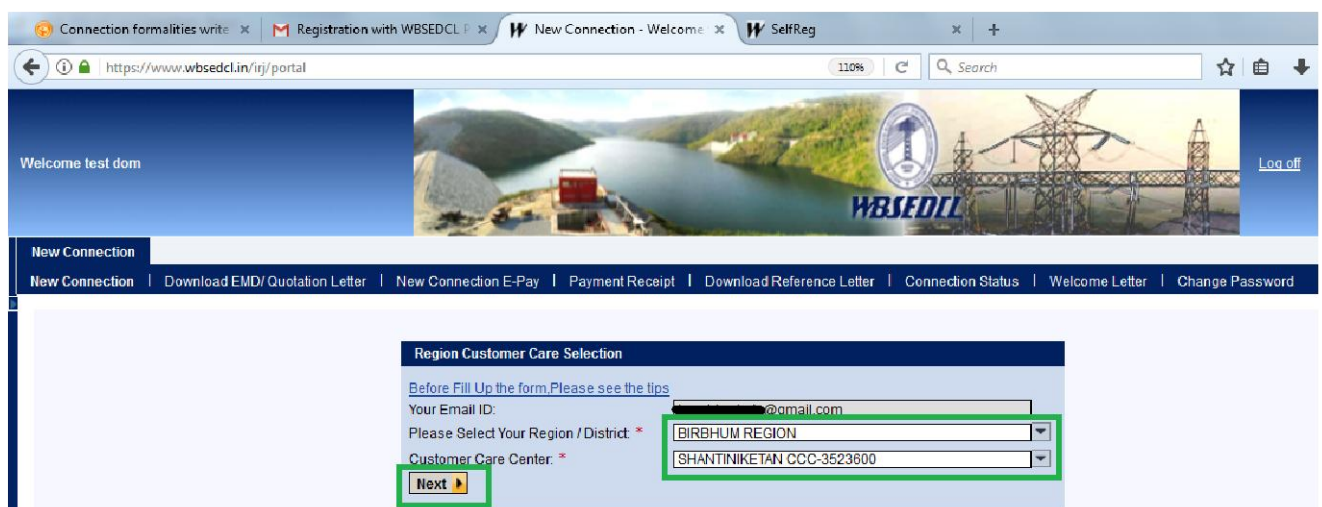 Connection formalities write
Registration with WBSEDCL P
New Connection - Welcome
SelfReg
https://www.wbsedcl.in/irj/portal
110%
Search
Welcome test dom
WBSEDCL
Log off
New Connection
New Connection | Download EMD/ Quotation Letter | New Connection E-Pay | Payment Receipt | Download Reference Letter | Connection Status | Welcome Letter | Change Password
Region Customer Care Selection
Before Fill Up the form,Please see the tips
Your Email ID: @gmail.com
Please Select Your Region / District: * BIRBHUM REGION
Customer Care Center: * SHANTINIKETAN CCC-3523600
Next